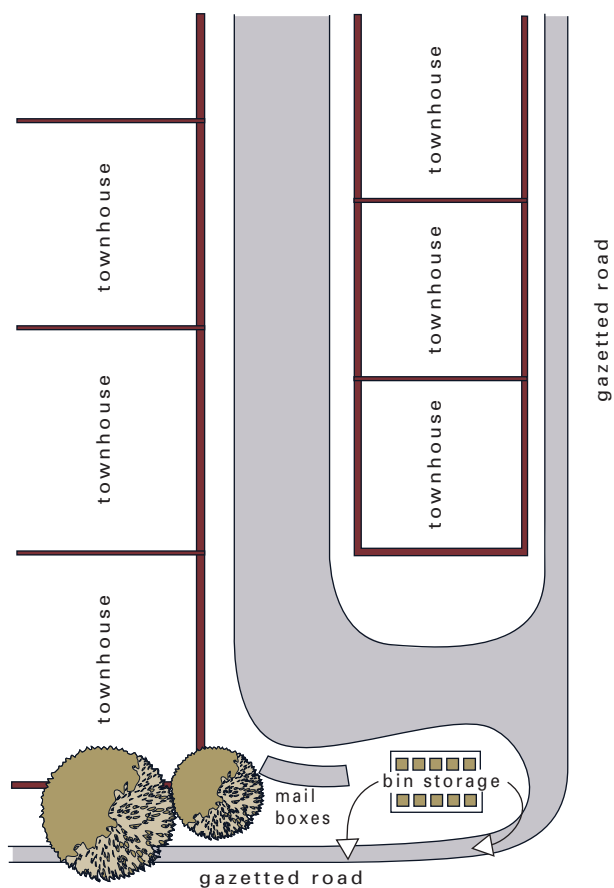 townhouse
townhouse
townhouse
townhouse
gazetted road
townhouse
townhouse
bin storage
mail
boxes
gazetted road